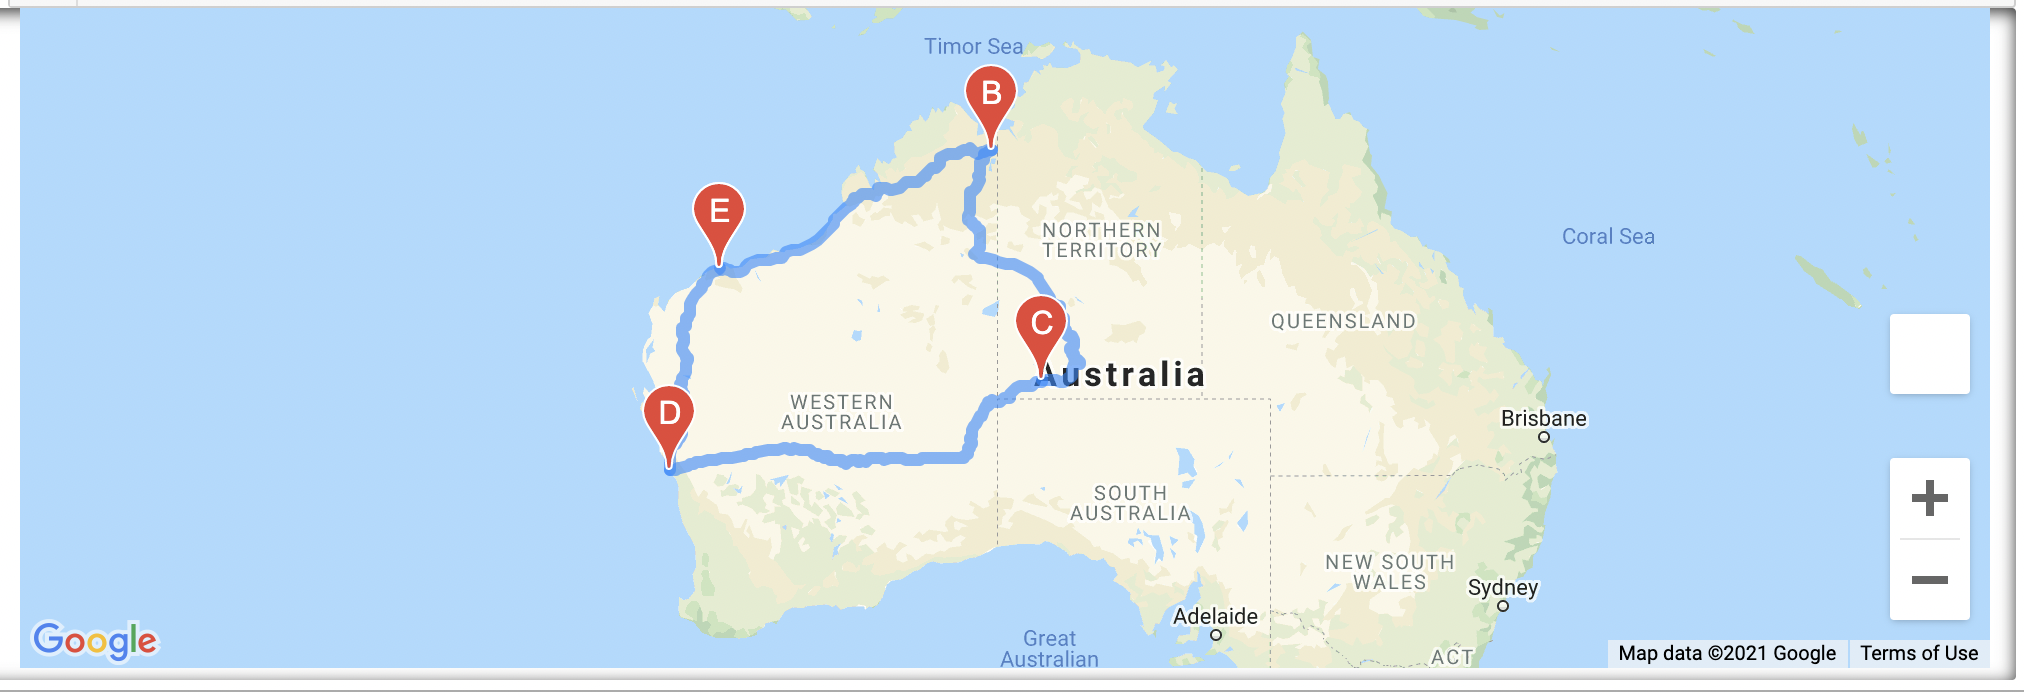 Timor Sea
B
E
NORTHERN
TERRITORY
Coral Sea
C
QUEENSLAND
Australia
D
WESTERN
AUSTRALIA
Brisbane
SOUTH
AUSTRALIA
NEW SOUTH
WALES
Sydney
Adelaide
Great
Australian
ACT
Google
Map data ©2021 Google
Terms of Use
+
−